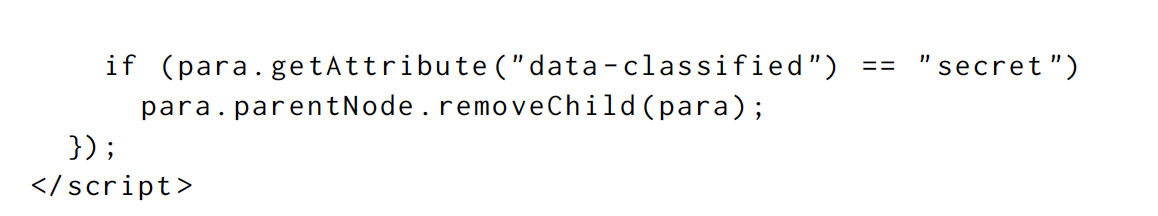 if (para.getAttribute("data-classified") == "secret")
para.parentNode.removeChild(para);
});
</script>